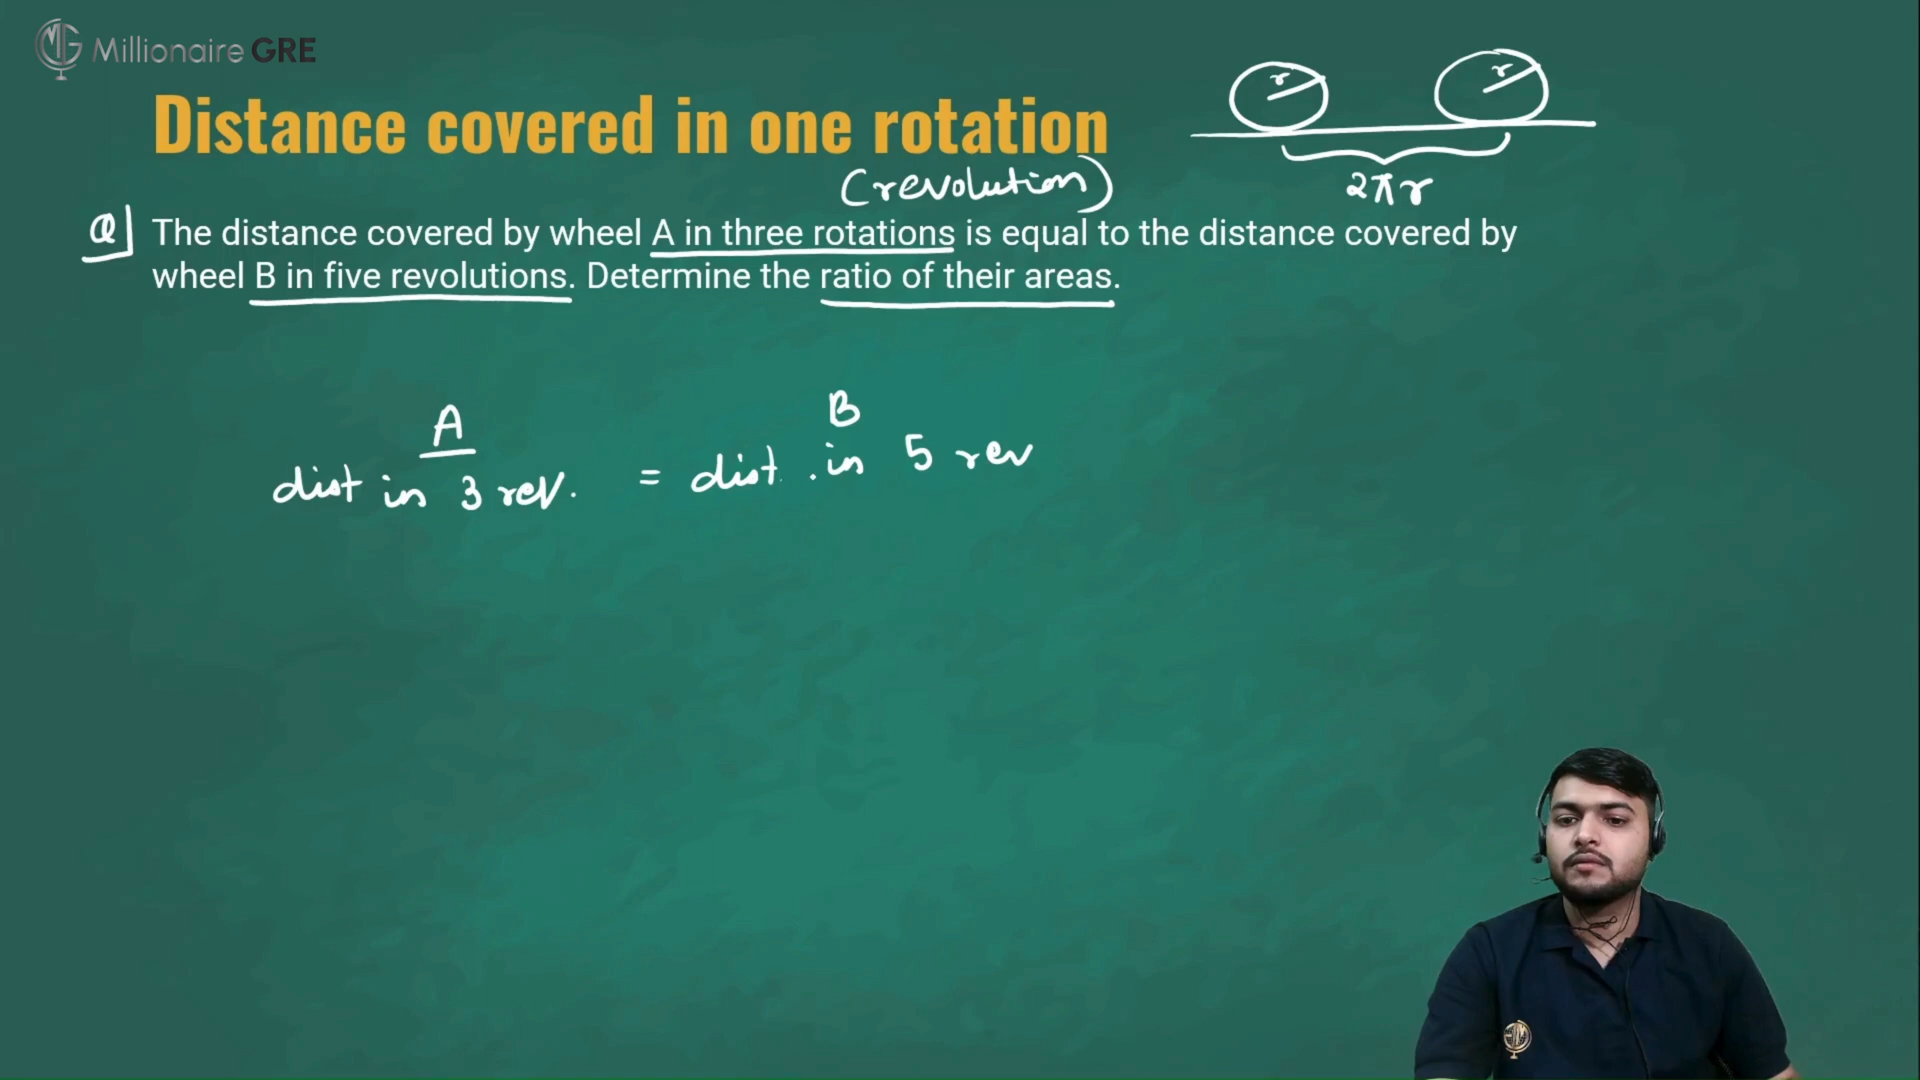 MG Millionaire GRE
r r
Distance covered in one rotation
(revolution)
2πr
Q] The distance covered by wheel A in three rotations is equal to the distance covered by
wheel B in five revolutions. Determine the ratio of their areas.
A B
dist in 3 rev. = dist. in 5 rev